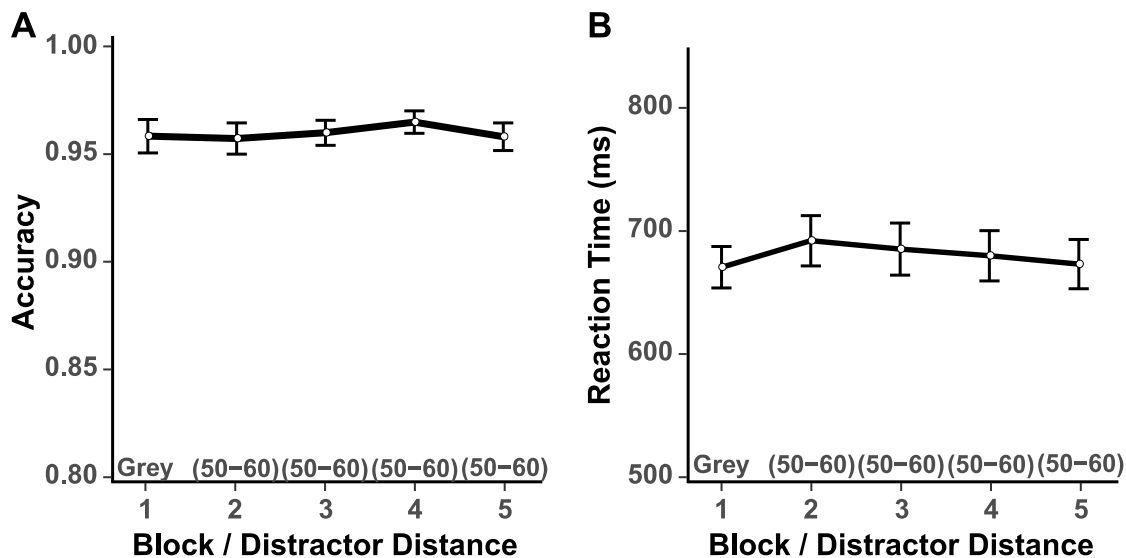 A
Accuracy
1.00
0.95
0.90
0.85
0.80
Grey (50−60) (50−60) (50−60) (50−60)
1 2 3 4 5
Block / Distractor Distance
B
Reaction Time (ms)
800
700
600
500
Grey (50−60) (50−60) (50−60) (50−60)
1 2 3 4 5
Block / Distractor Distance